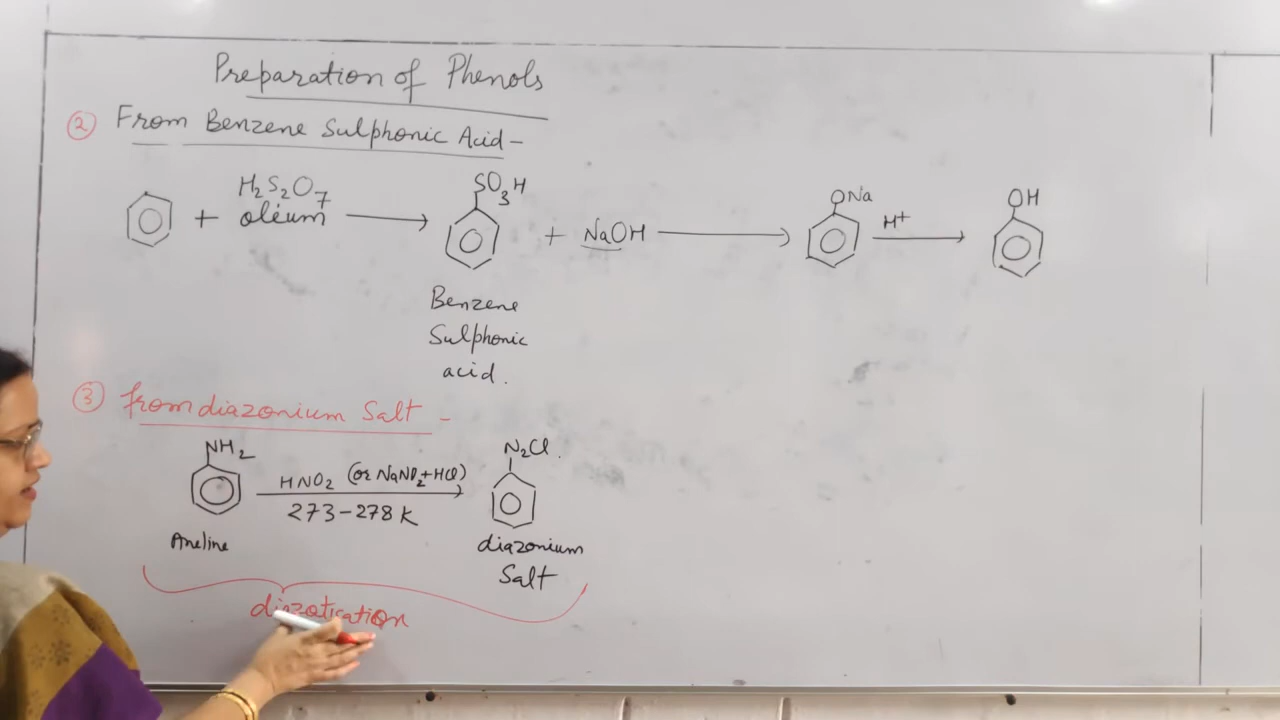 Preparation of Phenols
② From Benzene Sulphonic Acid -
+ H2S2O7 oleum → SO3H + NaOH → ONa H+ → OH
Benzene
Sulphonic
acid.
③ from diazonium Salt -
NH2 HNO2 (or NaNO2+HCl) → N2Cl.
273-278 K
Aneline diazonium
Salt
diazotisation